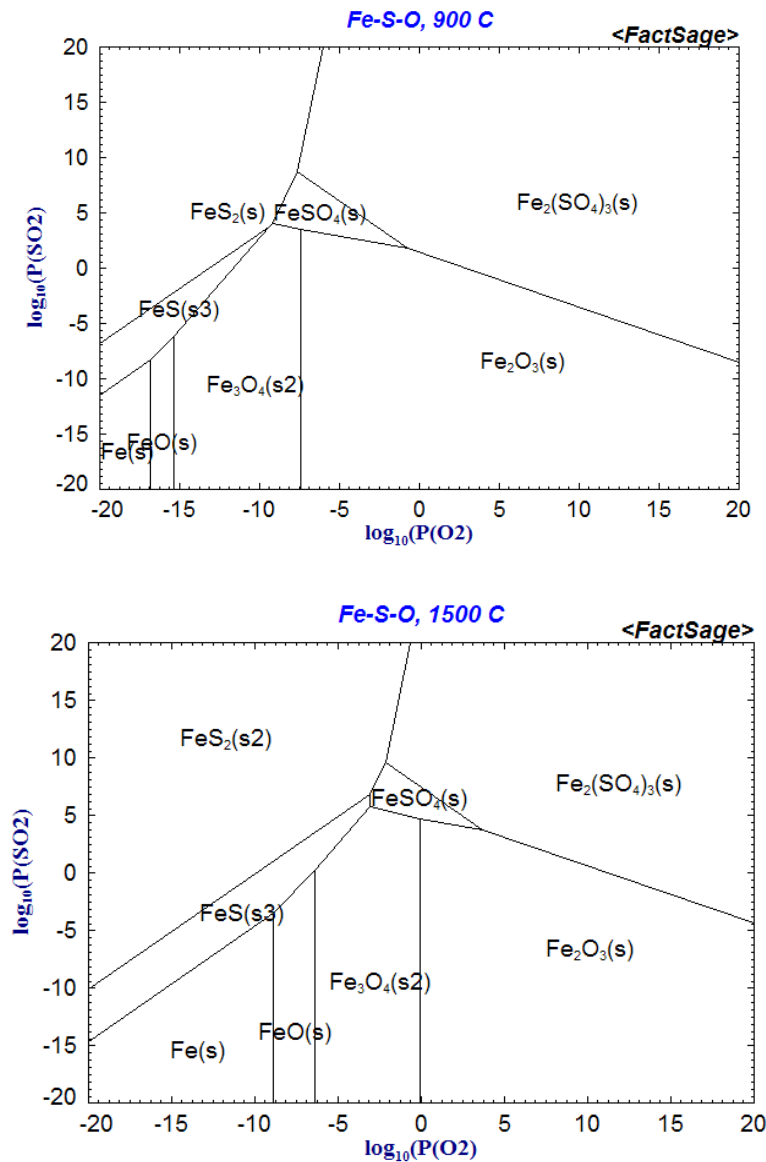 Fe-S-O, 900 C
<FactSage>
20
15
10
5
0
-5
-10
-15
-20
log₁₀(P(SO2)
FeS₂(s)
FeSO₄(s)
Fe₂(SO₄)₃(s)
FeS(s3)
Fe₃O₄(s2)
Fe₂O₃(s)
Fe(s)
FeO(s)
-20 -15 -10 -5 0 5 10 15 20
log₁₀(P(O2)
Fe-S-O, 1500 C
<FactSage>
20
15
10
5
0
-5
-10
-15
-20
log₁₀(P(SO2)
FeS₂(s2)
Fe₂(SO₄)₃(s)
FeSO₄(s)
FeS(s3)
Fe₂O₃(s)
Fe₃O₄(s2)
FeO(s)
Fe(s)
-20 -15 -10 -5 0 5 10 15 20
log₁₀(P(O2)